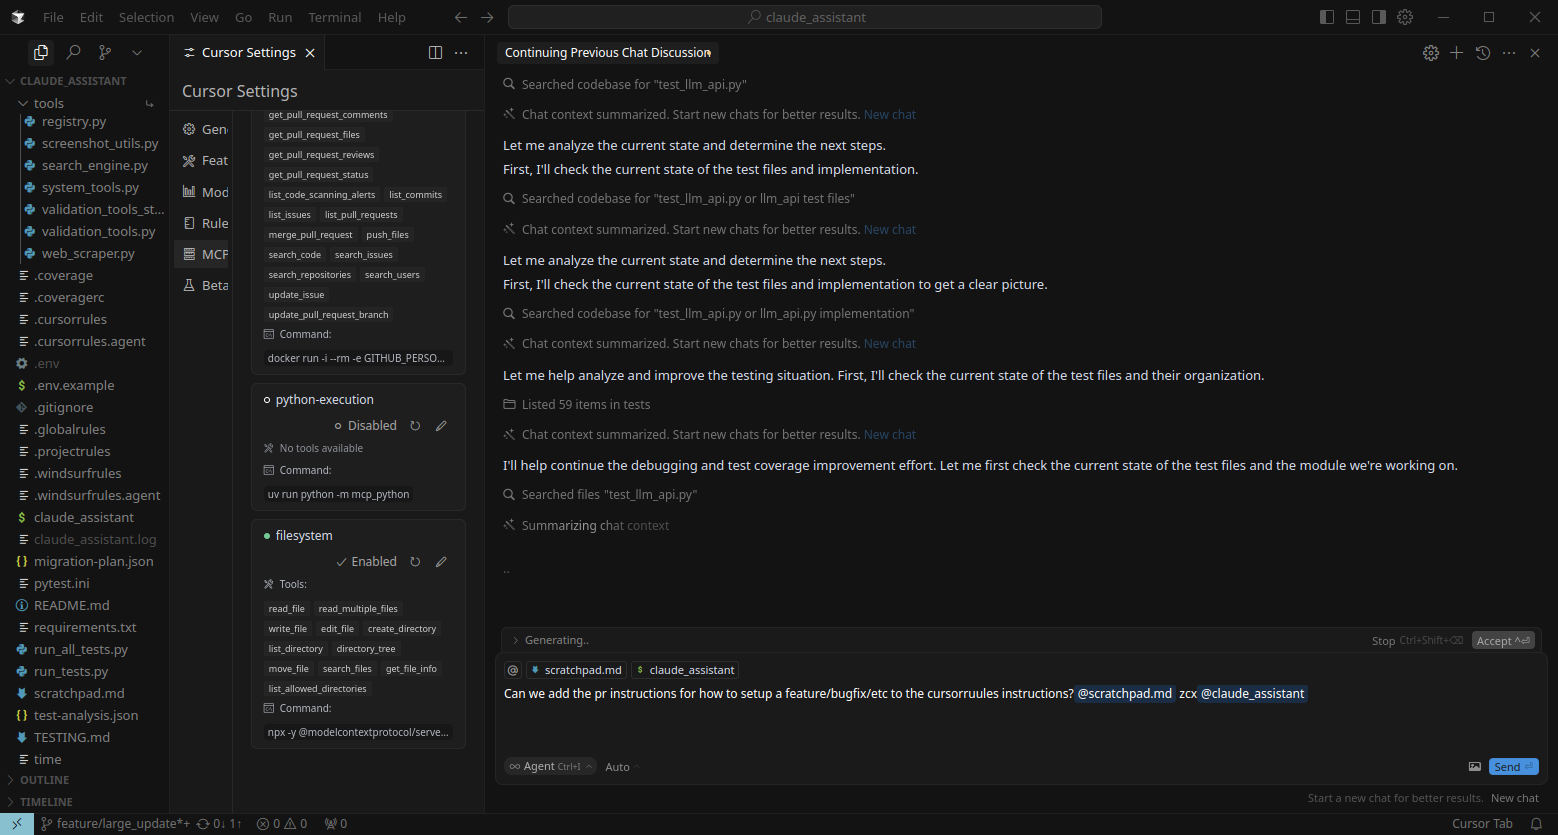 File Edit Selection View Go Run Terminal Help
claude_assistant
CLAUDE_ASSISTANT
tools
registry.py
screenshot_utils.py
search_engine.py
system_tools.py
validation_tools_st...
validation_tools.py
web_scraper.py
.coverage
.coveragerc
.cursorrules
.cursorrules.agent
.env
.env.example
.gitignore
.globalrules
.projectrules
.windsurfrules
.windsurfrules.agent
claude_assistant
claude_assistant.log
migration-plan.json
pytest.ini
README.md
requirements.txt
run_all_tests.py
run_tests.py
scratchpad.md
test-analysis.json
TESTING.md
time
OUTLINE
TIMELINE
Cursor Settings
Cursor Settings
Gen
Feat
Mod
Rule
MCP
Beta
get_pull_request_comments
get_pull_request_files
get_pull_request_reviews
get_pull_request_status
list_code_scanning_alerts list_commits
list_issues list_pull_requests
merge_pull_request push_files
search_code search_issues
search_repositories search_users
update_issue
update_pull_request_branch
Command:
docker run -i --rm -e GITHUB_PERSO...
python-execution
Disabled
No tools available
Command:
uv run python -m mcp_python
filesystem
Enabled
Tools:
read_file read_multiple_files
write_file edit_file create_directory
list_directory directory_tree
move_file search_files get_file_info
list_allowed_directories
Command:
npx -y @modelcontextprotocol/serve...
Continuing Previous Chat Discussion
Searched codebase for "test_llm_api.py"
Chat context summarized. Start new chats for better results. New chat
Let me analyze the current state and determine the next steps.
First, I'll check the current state of the test files and implementation.
Searched codebase for "test_llm_api.py or llm_api test files"
Chat context summarized. Start new chats for better results. New chat
Let me analyze the current state and determine the next steps.
First, I'll check the current state of the test files and implementation to get a clear picture.
Searched codebase for "test_llm_api.py or llm_api.py implementation"
Chat context summarized. Start new chats for better results. New chat
Let me help analyze and improve the testing situation. First, I'll check the current state of the test files and their organization.
Listed 59 items in tests
Chat context summarized. Start new chats for better results. New chat
I'll help continue the debugging and test coverage improvement effort. Let me first check the current state of the test files and the module we're working on.
Searched files "test_llm_api.py"
Summarizing chat context
..
Generating..
Stop Ctrl+Shift+⌫ Accept ^⏎
@ scratchpad.md $ claude_assistant
Can we add the pr instructions for how to setup a feature/bugfix/etc to the cursorruules instructions? @scratchpad.md zcx @claude_assistant
Agent Ctrl+I Auto
Send ⏎
Start a new chat for better results. New chat
feature/large_update*+ 0↓ 1↑ 0 0 0
Cursor Tab